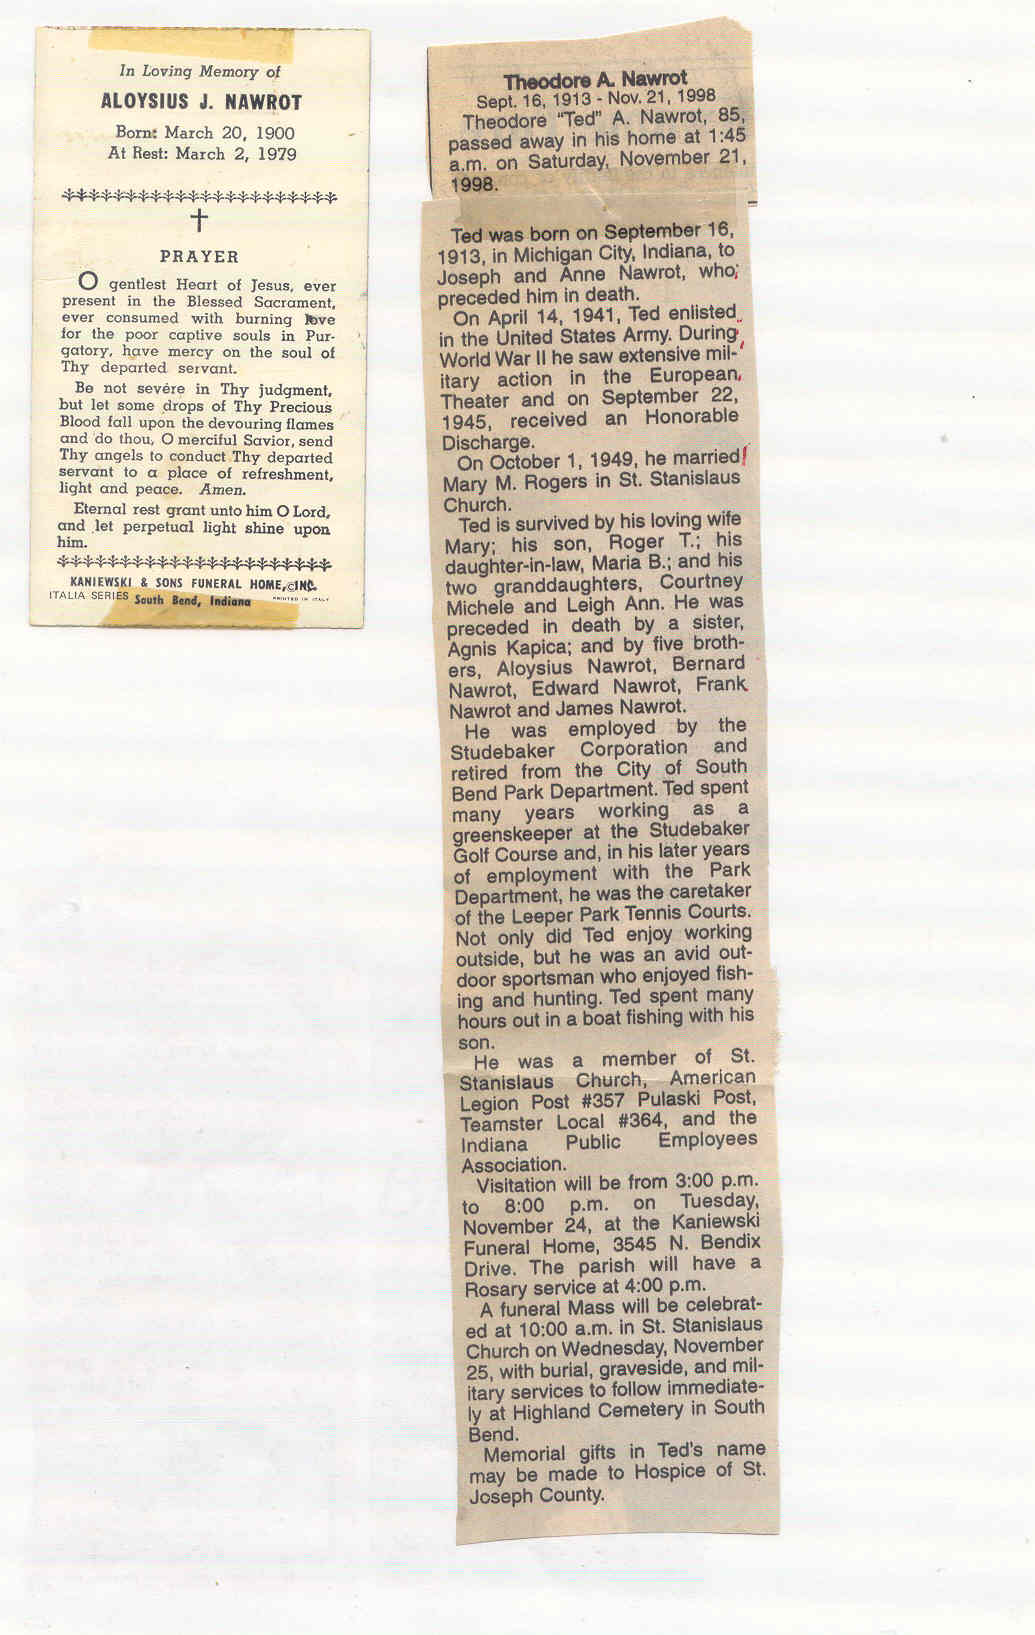 In Loving Memory of
ALOYSIUS J. NAWROT
Born: March 20, 1900
At Rest: March 2, 1979
PRAYER
O gentlest Heart of Jesus, ever
present in the Blessed Sacrament,
ever consumed with burning love
for the poor captive souls in Pur-
gatory, have mercy on the soul of
Thy departed servant.
Be not severe in Thy judgment,
but let some drops of Thy Precious
Blood fall upon the devouring flames
and do thou, O merciful Savior, send
Thy angels to conduct Thy departed
servant to a place of refreshment,
light and peace. Amen.
Eternal rest grant unto him O Lord,
and let perpetual light shine upon
him.
KANIEWSKI & SONS FUNERAL HOME, INC.
ITALIA SERIES South Bend, Indiana PRINTED IN ITALY
Theodore A. Nawrot
Sept. 16, 1913 - Nov. 21, 1998
Theodore "Ted" A. Nawrot, 85,
passed away in his home at 1:45
a.m. on Saturday, November 21,
1998.
Ted was born on September 16,
1913, in Michigan City, Indiana, to
Joseph and Anne Nawrot, who
preceded him in death.
On April 14, 1941, Ted enlisted
in the United States Army. During
World War II he saw extensive mil-
itary action in the European
Theater and on September 22,
1945, received an Honorable
Discharge.
On October 1, 1949, he married
Mary M. Rogers in St. Stanislaus
Church.
Ted is survived by his loving wife
Mary; his son, Roger T.; his
daughter-in-law, Maria B.; and his
two granddaughters, Courtney
Michele and Leigh Ann. He was
preceded in death by a sister,
Agnis Kapica; and by five broth-
ers, Aloysius Nawrot, Bernard
Nawrot, Edward Nawrot, Frank
Nawrot and James Nawrot.
He was employed by the
Studebaker Corporation and
retired from the City of South
Bend Park Department. Ted spent
many years working as a
greenskeeper at the Studebaker
Golf Course and, in his later years
of employment with the Park
Department, he was the caretaker
of the Leeper Park Tennis Courts.
Not only did Ted enjoy working
outside, but he was an avid out-
door sportsman who enjoyed fish-
ing and hunting. Ted spent many
hours out in a boat fishing with his
son.
He was a member of St.
Stanislaus Church, American
Legion Post #357 Pulaski Post,
Teamster Local #364, and the
Indiana Public Employees
Association.
Visitation will be from 3:00 p.m.
to 8:00 p.m. on Tuesday,
November 24, at the Kaniewski
Funeral Home, 3545 N. Bendix
Drive. The parish will have a
Rosary service at 4:00 p.m.
A funeral Mass will be celebrat-
ed at 10:00 a.m. in St. Stanislaus
Church on Wednesday, November
25, with burial, graveside, and mil-
itary services to follow immediate-
ly at Highland Cemetery in South
Bend.
Memorial gifts in Ted's name
may be made to Hospice of St.
Joseph County.